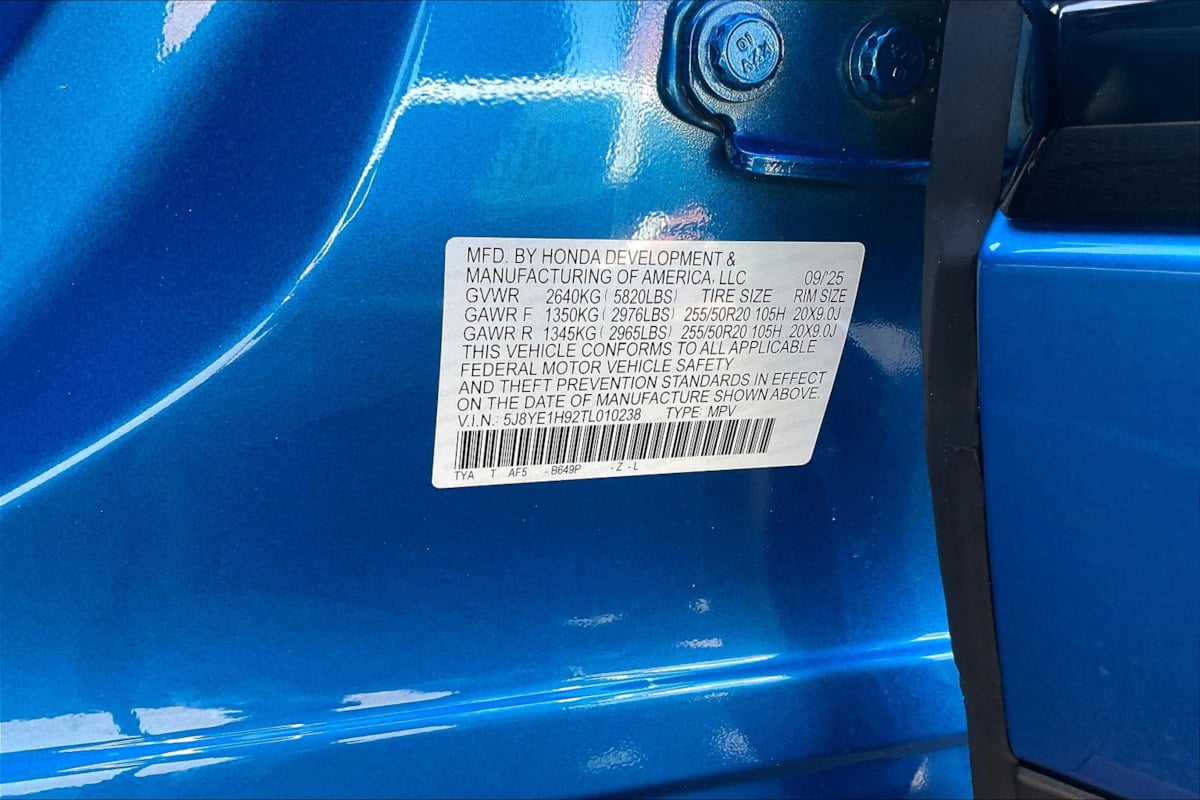 MFD. BY HONDA DEVELOPMENT &
MANUFACTURING OF AMERICA, LLC 09/'25
GVWR 2640KG ( 5820LBS) TIRE SIZE RIM SIZE
GAWR F 1350KG ( 2976LBS) 255/50R20 105H 20X9.0J
GAWR R 1345KG ( 2965LBS) 255/50R20 105H 20X9.0J
THIS VEHICLE CONFORMS TO ALL APPLICABLE
FEDERAL MOTOR VEHICLE SAFETY
AND THEFT PREVENTION STANDARDS IN EFFECT
ON THE DATE OF MANUFACTURE SHOWN ABOVE.
V.I.N.: 5J8YE1H92TL010238 TYPE: MPV
TYA T AF5 - B649P - Z - L